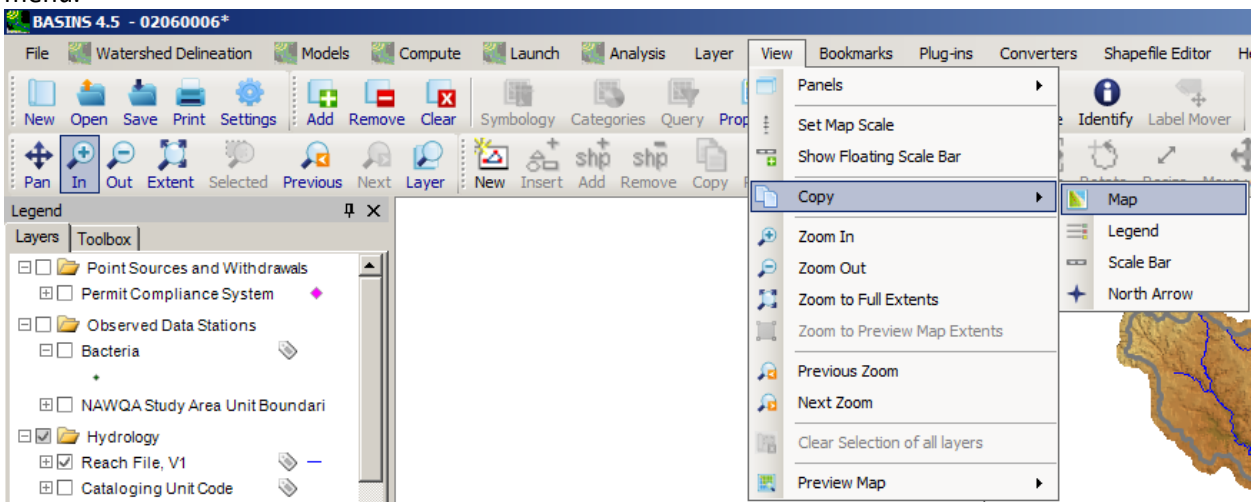 menu.
BASINS 4.5 - 02060006*
File Watershed Delineation Models Compute Launch Analysis Layer View Bookmarks Plug-ins Converters Shapefile Editor
New Open Save Print Settings Add Remove Clear Symbology Categories Query Identify Label Mover
Pan In Out Extent Selected Previous Next Layer New Insert Add Remove Copy
shp shp
Legend
Layers Toolbox
Point Sources and Withdrawals
Permit Compliance System
Observed Data Stations
Bacteria
NAWQA Study Area Unit Boundari
Hydrology
Reach File, V1
Cataloging Unit Code
Panels
Set Map Scale
Show Floating Scale Bar
Copy
Zoom In
Zoom Out
Zoom to Full Extents
Zoom to Preview Map Extents
Previous Zoom
Next Zoom
Clear Selection of all layers
Preview Map
Map
Legend
Scale Bar
North Arrow